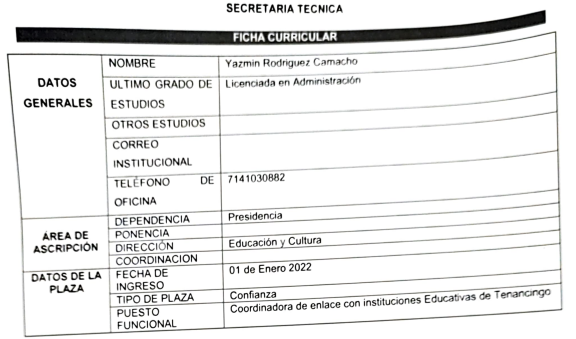 SECRETARIA TECNICA
FICHA CURRICULAR
DATOS GENERALES
NOMBRE Yazmin Rodriguez Camacho
ULTIMO GRADO DE ESTUDIOS Licenciada en Administración
OTROS ESTUDIOS
CORREO INSTITUCIONAL
TELÉFONO DE OFICINA 7141030882
ÁREA DE ASCRIPCIÓN
DEPENDENCIA Presidencia
PONENCIA
DIRECCIÓN Educación y Cultura
COORDINACION
DATOS DE LA PLAZA
FECHA DE INGRESO 01 de Enero 2022
TIPO DE PLAZA Confianza
PUESTO FUNCIONAL Coordinadora de enlace con instituciones Educativas de Tenancingo